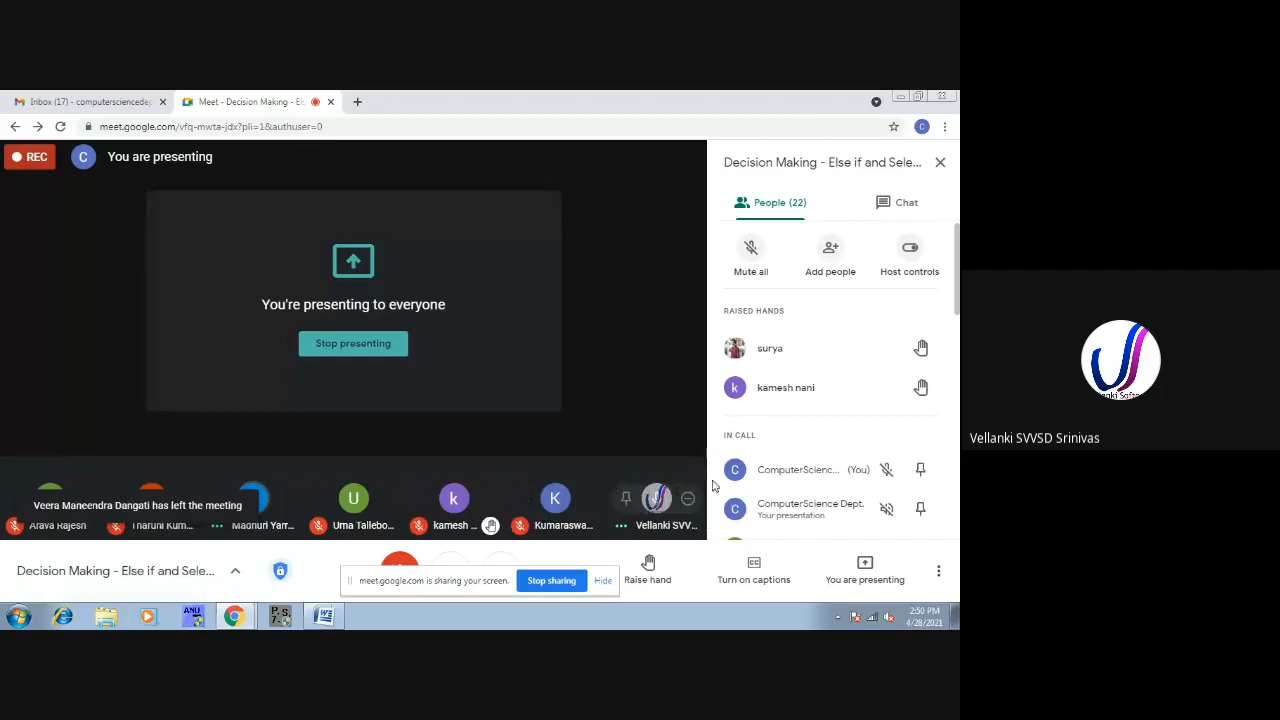 Inbox (17) - computersciencedep
Meet - Decision Making - Els
meet.google.com/vfq-mwta-jdx?pli=1&authuser=0
C
REC
C
You are presenting
Decision Making - Else if and Sele...
People (22)
Chat
Mute all
Add people
Host controls
You're presenting to everyone
Stop presenting
RAISED HANDS
surya
k
kamesh nani
IN CALL
C
ComputerScienc...
(You)
C
ComputerScience Dept.
Your presentation
Veera Maneendra Dangati has left the meeting
U
k
K
Arava Rajesh
Tharuni Kum...
Madhuri Yarr...
Uma Tallebo...
kamesh ...
Kumaraswa...
Vellanki SVV...
Vellanki SVVSD Srinivas
Decision Making - Else if and Sele...
meet.google.com is sharing your screen.
Stop sharing
Hide
Raise hand
Turn on captions
You are presenting
ANU
P. S.
7.
2:50 PM
4/28/2021